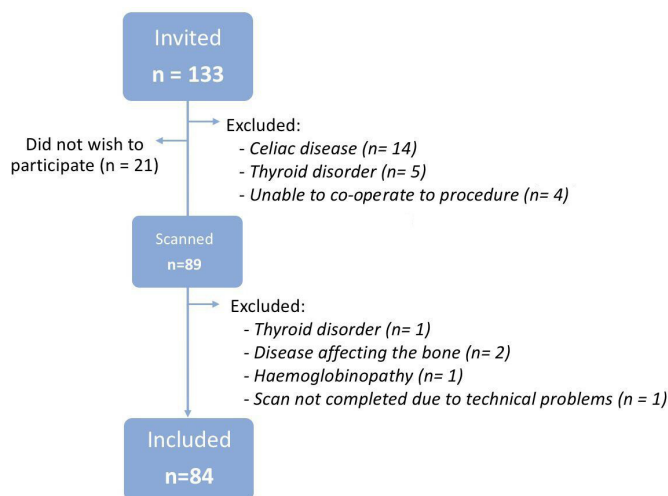 Invited
n = 133
Did not wish to
participate (n = 21)
Excluded:
- Celiac disease (n= 14)
- Thyroid disorder (n= 5)
- Unable to co-operate to procedure (n= 4)
Scanned
n=89
Excluded:
- Thyroid disorder (n= 1)
- Disease affecting the bone (n= 2)
- Haemoglobinopathy (n= 1)
- Scan not completed due to technical problems (n = 1)
Included
n=84